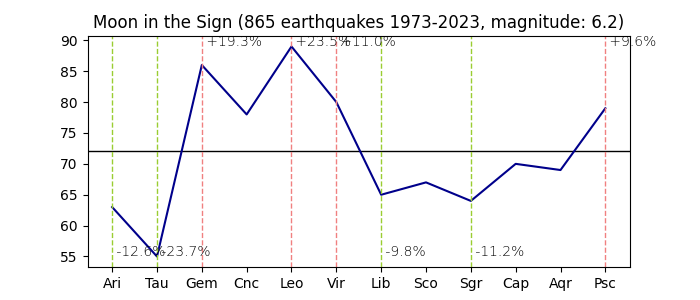 Moon in the Sign (865 earthquakes 1973-2023, magnitude: 6.2)
90
85
80
75
70
65
60
55
+19.3% +23.5% +11.0% +9.6%
-12.6% -23.7% -9.8% -11.2%
Ari Tau Gem Cnc Leo Vir Lib Sco Sgr Cap Aqr Psc